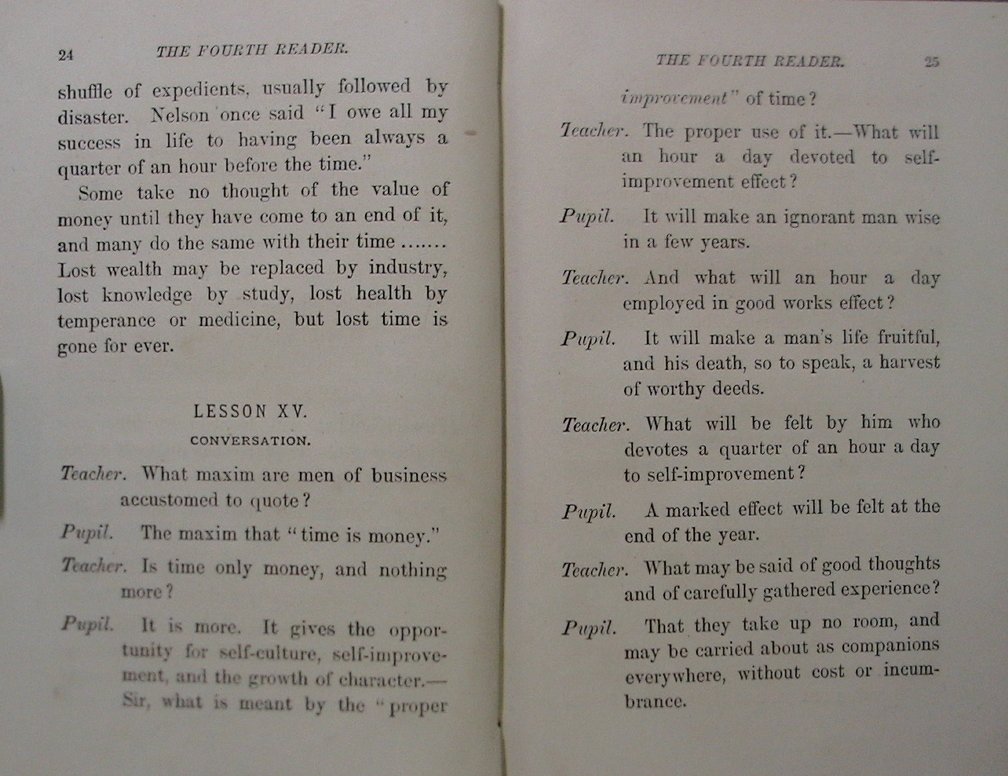 24 THE FOURTH READER.
shuffle of expedients, usually followed by
disaster. Nelson once said "I owe all my
success in life to having been always a
quarter of an hour before the time."
Some take no thought of the value of
money until they have come to an end of it,
and many do the same with their time .......
Lost wealth may be replaced by industry,
lost knowledge by study, lost health by
temperance or medicine, but lost time is
gone for ever.
LESSON XV.
CONVERSATION.
Teacher. What maxim are men of business
accustomed to quote?
Pupil. The maxim that "time is money."
Teacher. Is time only money, and nothing
more?
Pupil. It is more. It gives the oppor-
tunity for self-culture, self-improve-
ment, and the growth of character.—
Sir, what is meant by the "proper
THE FOURTH READER. 25
improvement" of time?
Teacher. The proper use of it.—What will
an hour a day devoted to self-
improvement effect?
Pupil. It will make an ignorant man wise
in a few years.
Teacher. And what will an hour a day
employed in good works effect?
Pupil. It will make a man's life fruitful,
and his death, so to speak, a harvest
of worthy deeds.
Teacher. What will be felt by him who
devotes a quarter of an hour a day
to self-improvement?
Pupil. A marked effect will be felt at the
end of the year.
Teacher. What may be said of good thoughts
and of carefully gathered experience?
Pupil. That they take up no room, and
may be carried about as companions
everywhere, without cost or incum-
brance.